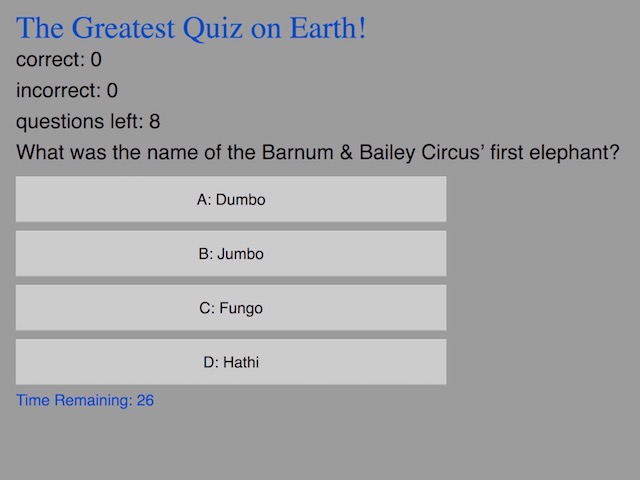 The Greatest Quiz on Earth!
correct: 0
incorrect: 0
questions left: 8
What was the name of the Barnum & Bailey Circus’ first elephant?
A: Dumbo
B: Jumbo
C: Fungo
D: Hathi
Time Remaining: 26